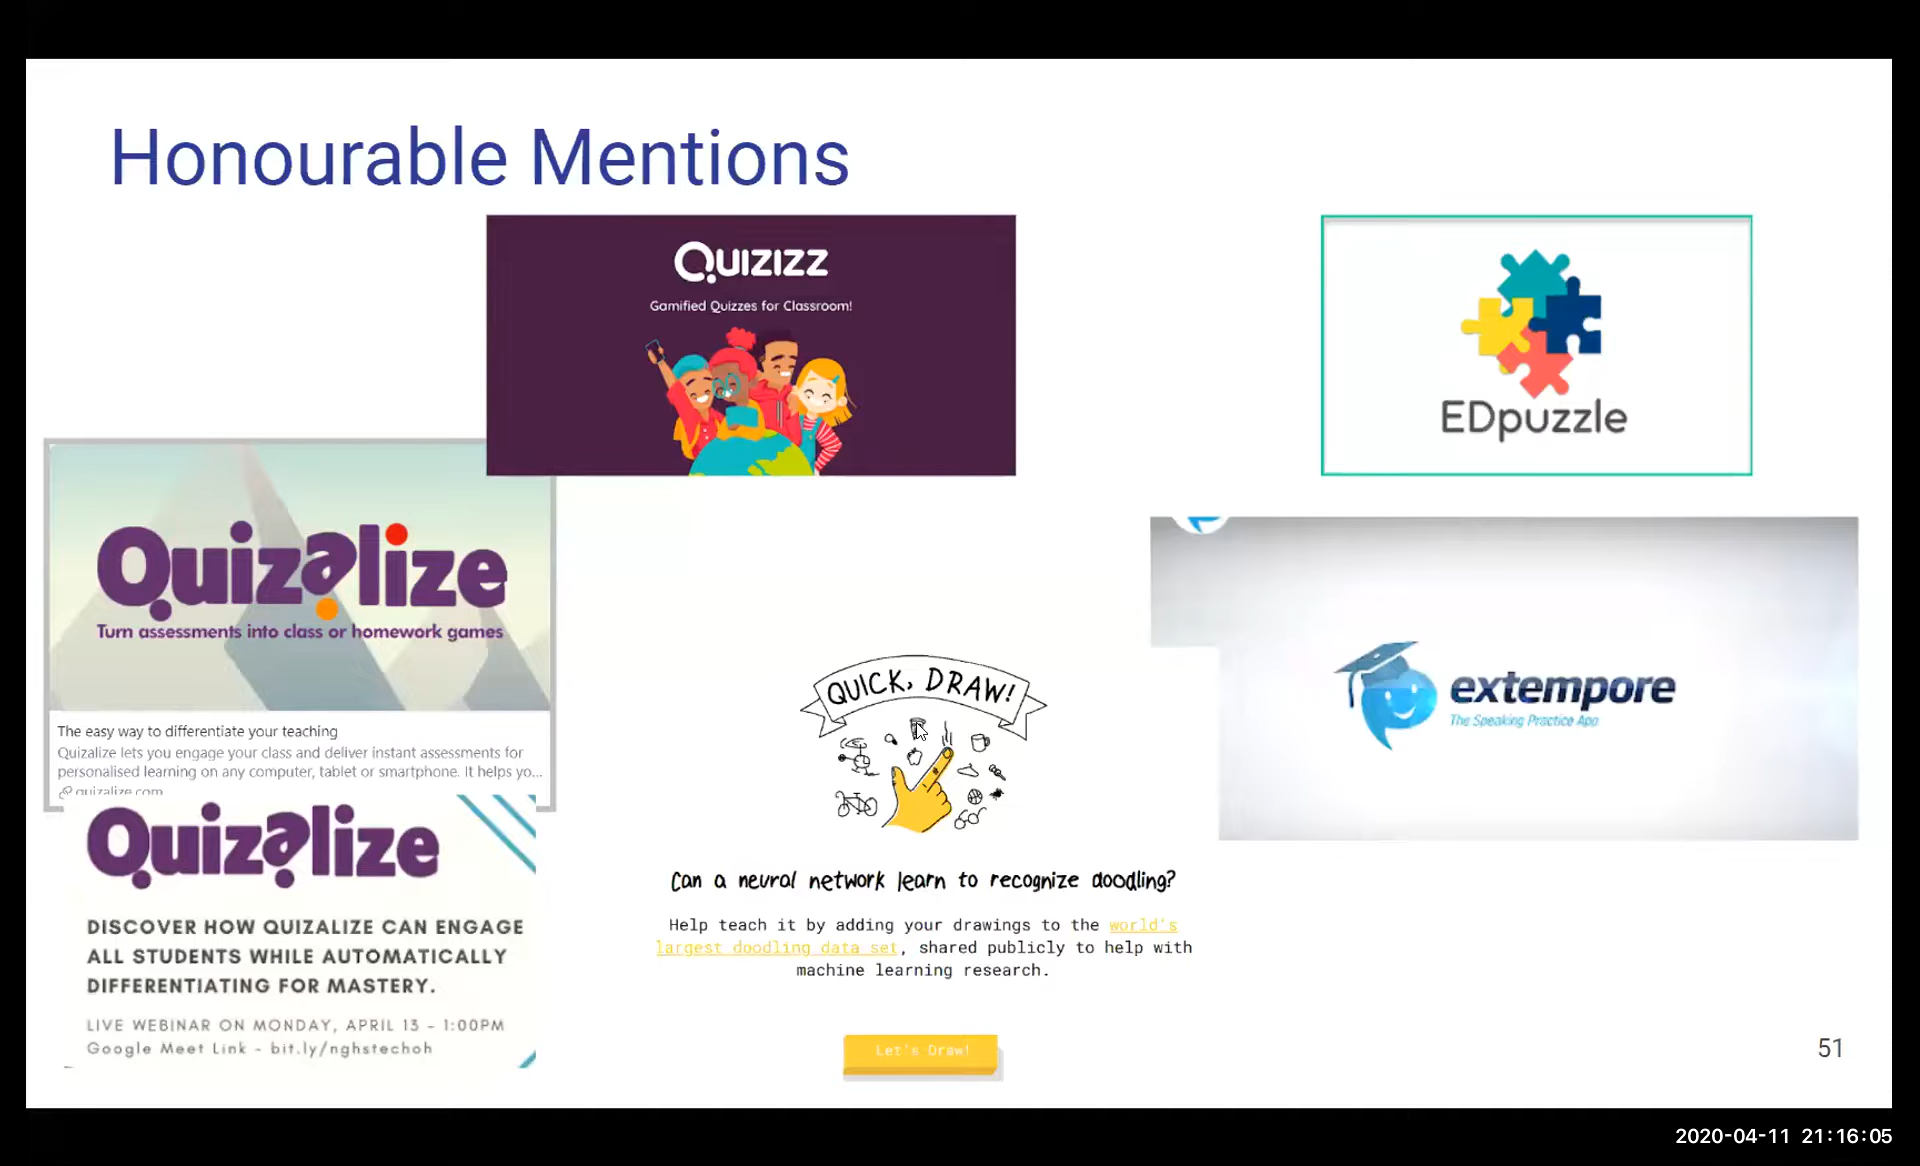 Honourable Mentions
QUIZIZZ
Gamified Quizzes for Classroom!
EDpuzzle
Quizalize
Turn assessments into class or homework games
The easy way to differentiate your teaching
Quizalize lets you engage your class and deliver instant assessments for
personalised learning on any computer, tablet or smartphone. It helps yo...
quizalize.com
Quizalize
DISCOVER HOW QUIZALIZE CAN ENGAGE
ALL STUDENTS WHILE AUTOMATICALLY
DIFFERENTIATING FOR MASTERY.
LIVE WEBINAR ON MONDAY, APRIL 13 - 1:00PM
Google Meet Link - bit.ly/nghstechoh
QUICK, DRAW!
Can a neural network learn to recognize doodling?
Help teach it by adding your drawings to the world's
largest doodling data set, shared publicly to help with
machine learning research.
Let's Draw!
extempore
The Speaking Practice App
51
2020-04-11 21:16:05